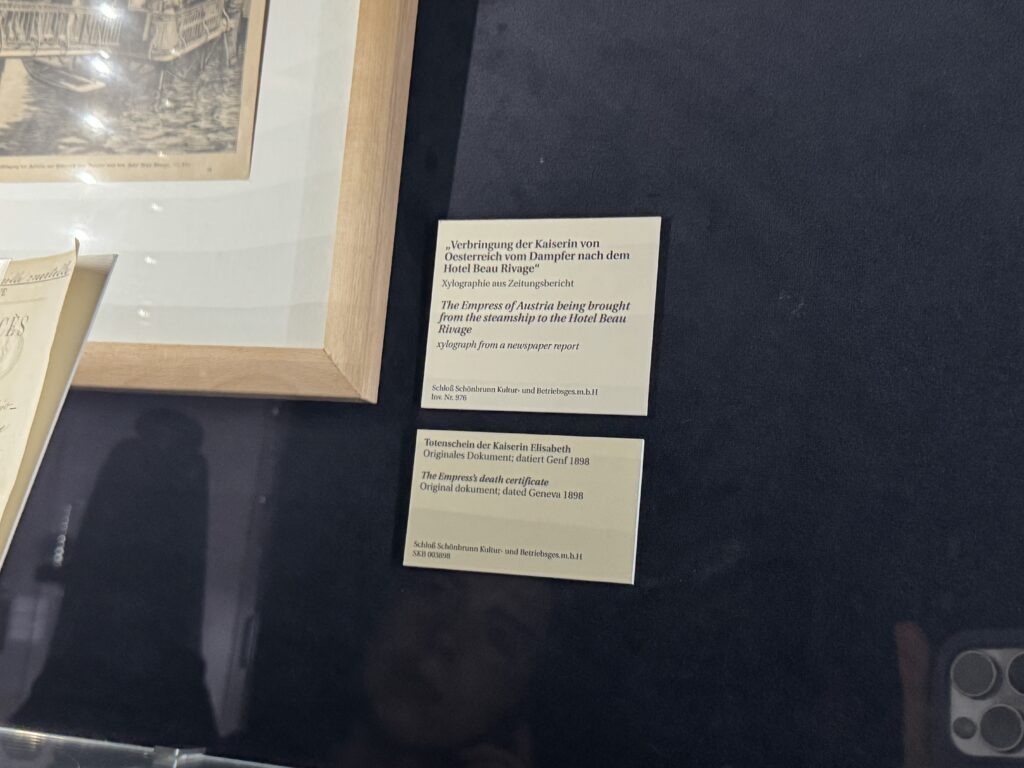 „Verbringung der Kaiserin von
Oesterreich vom Dampfer nach dem
Hotel Beau Rivage“
Xylographie aus Zeitungsbericht
The Empress of Austria being brought
from the steamship to the Hotel Beau
Rivage
xylograph from a newspaper report
Schloß Schönbrunn Kultur- und Betriebsges.m.b.H
Inv. Nr. 976
Totenschein der Kaiserin Elisabeth
Originales Dokument; datiert Genf 1898
The Empress's death certificate
Original dokument; dated Geneva 1898
Schloß Schönbrunn Kultur- und Betriebsges.m.b.H
SKB 003898